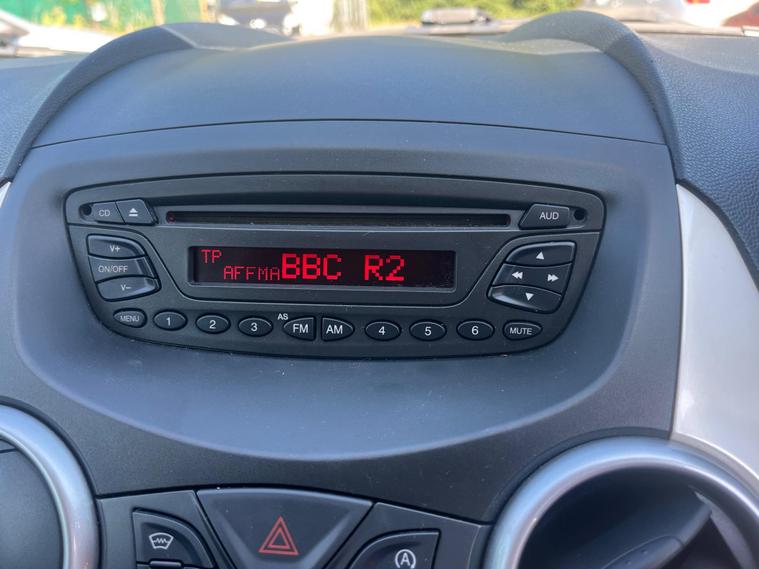 CD
AUD
V+
ON/OFF
V–
TP
AFFMA BBC R2
MENU 1 2 3 AS FM AM 4 5 6 MUTE
A